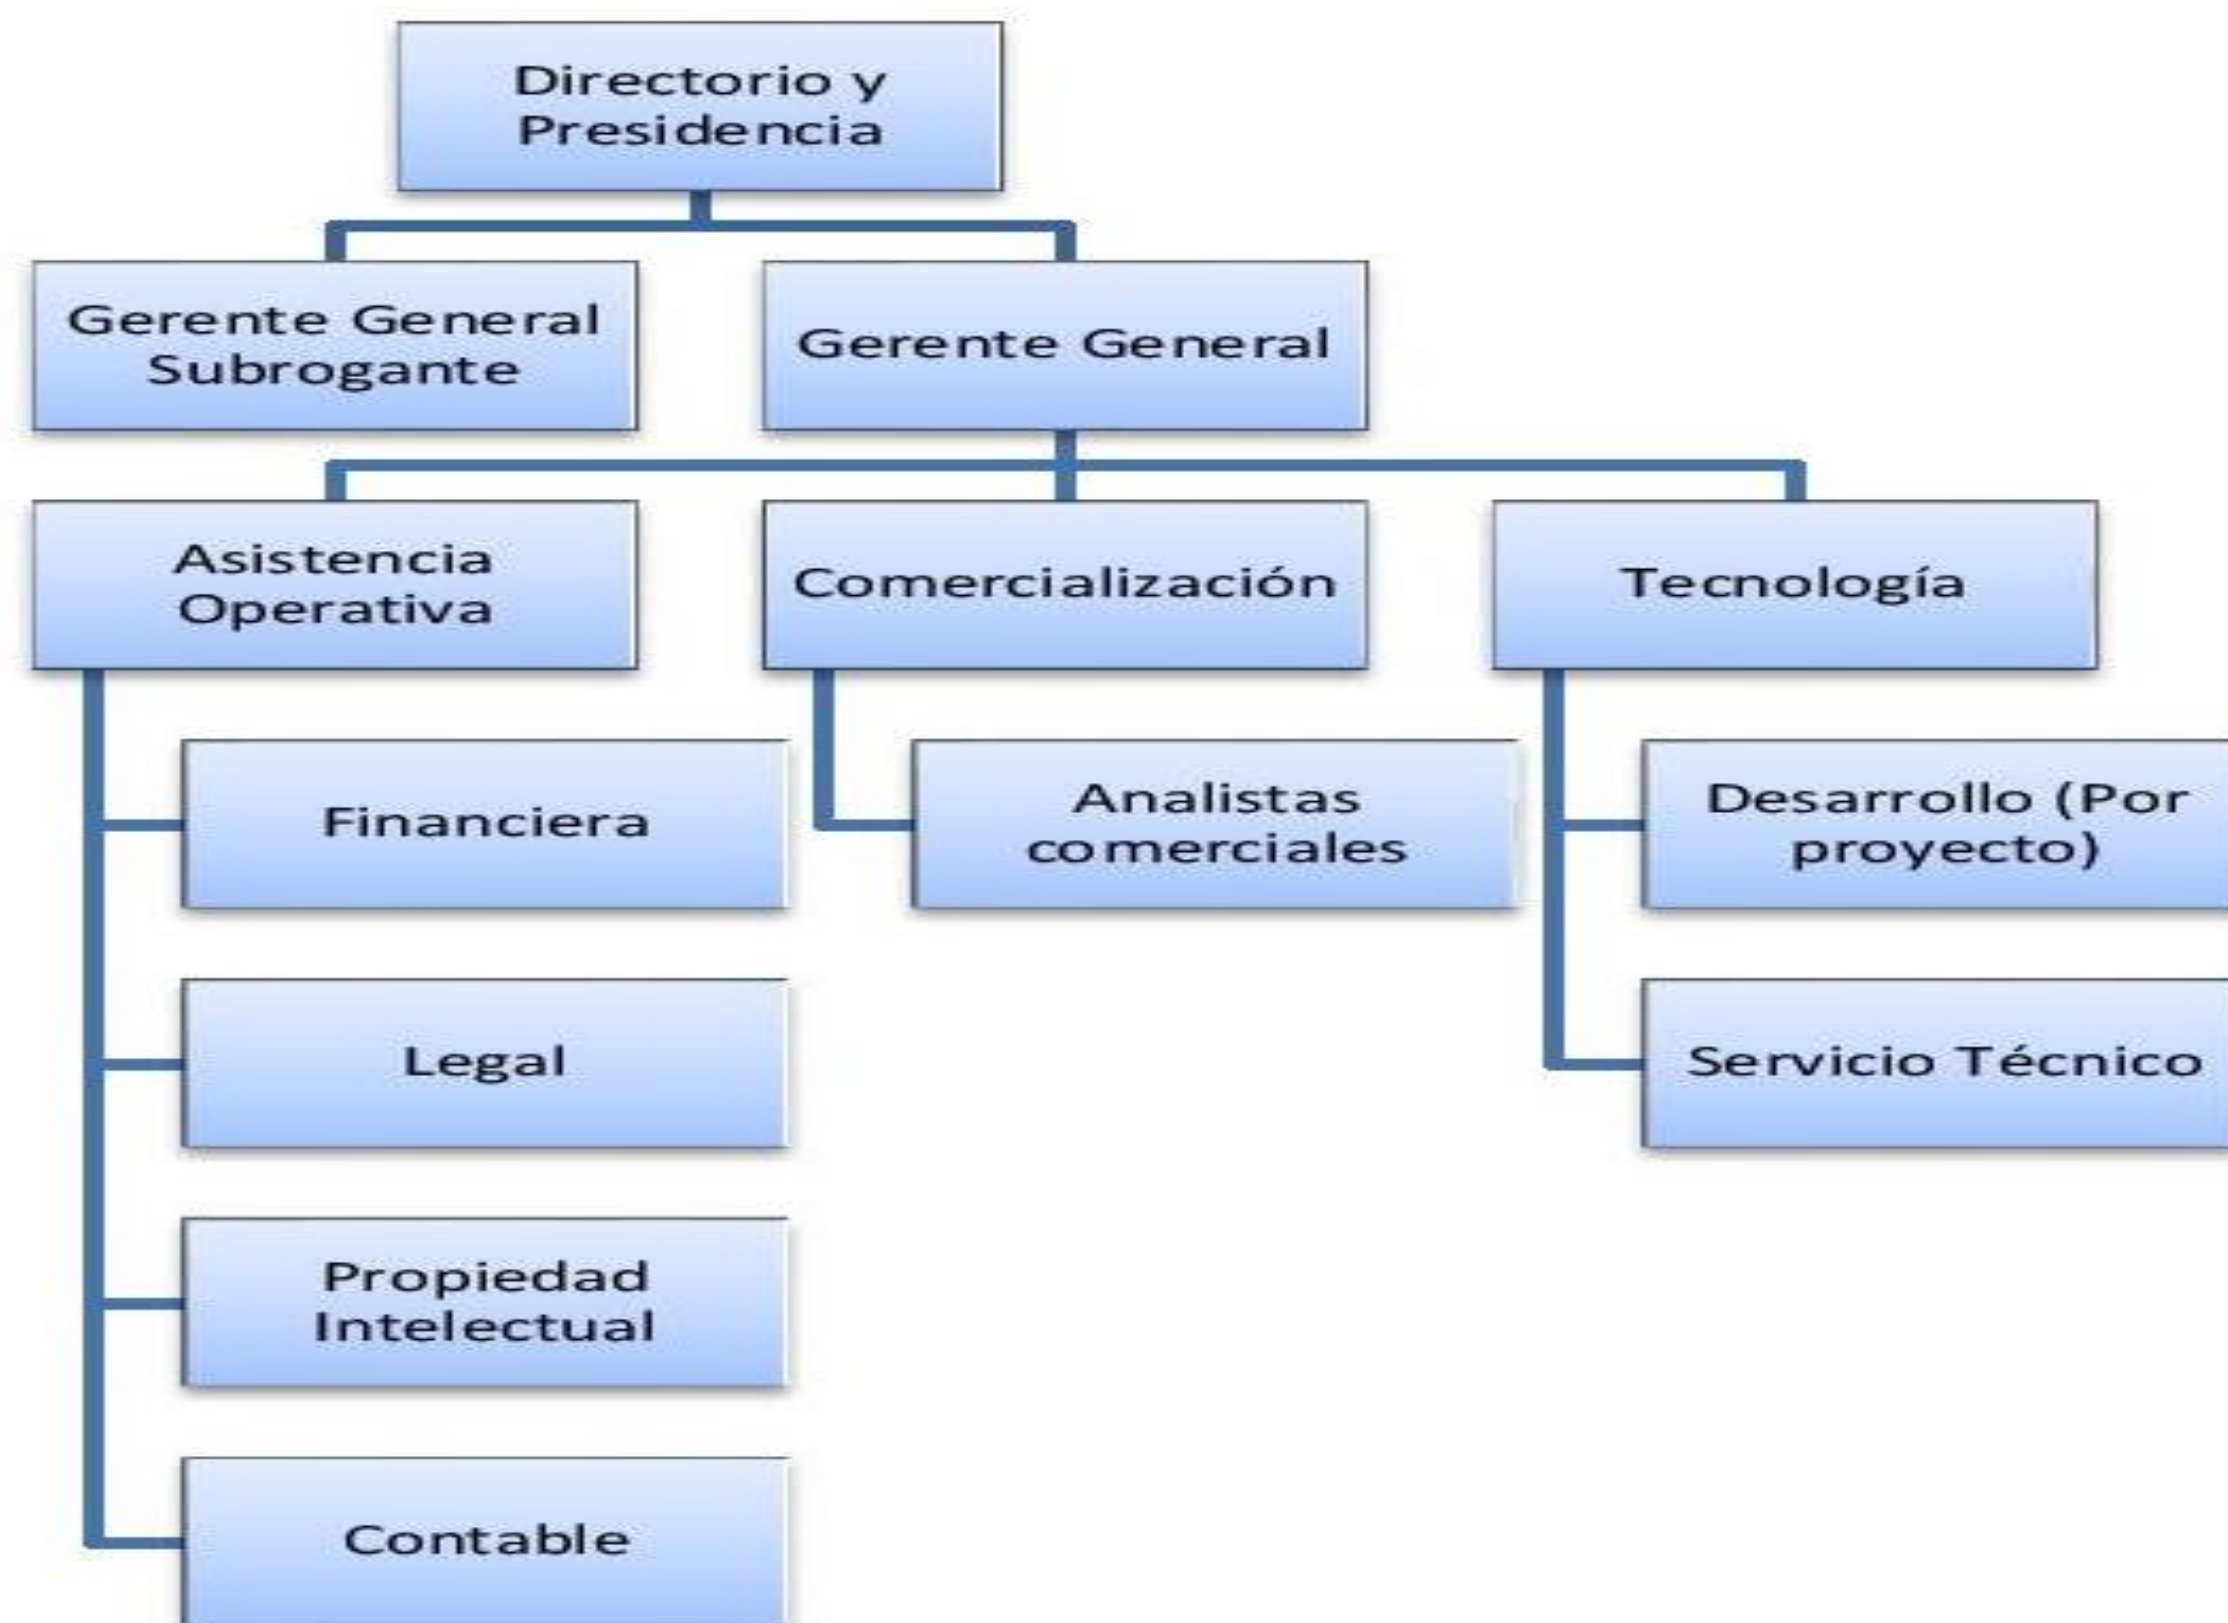 Directorio y
Presidencia
Gerente General
Subrogante
Gerente General
Asistencia
Operativa
Comercialización
Tecnología
Financiera
Analistas
comerciales
Desarrollo (Por
proyecto)
Legal
Servicio Técnico
Propiedad
Intelectual
Contable